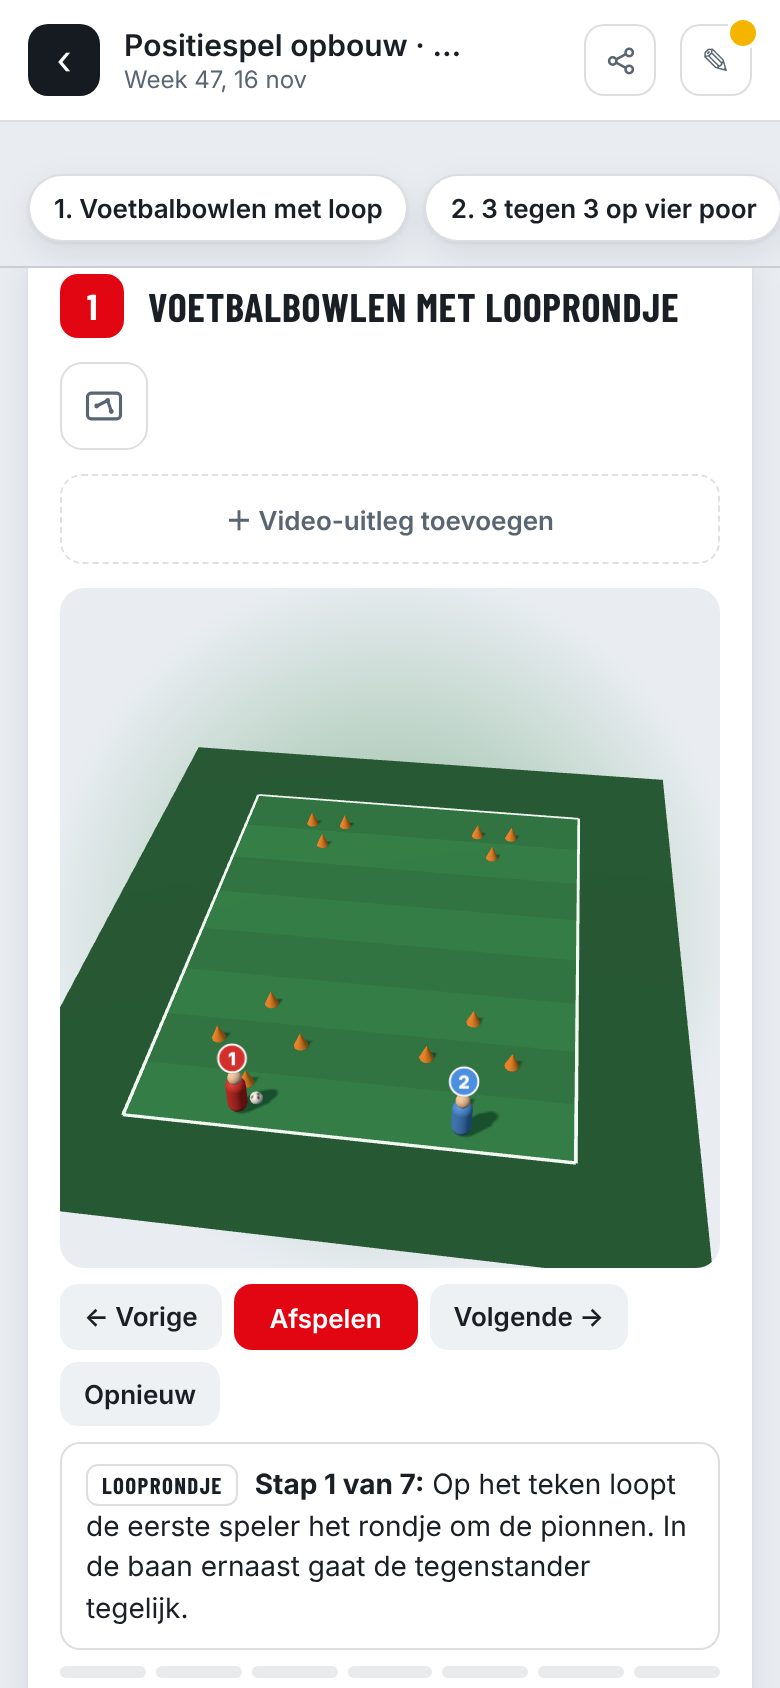 Positiespel opbouw · ...
Week 47, 16 nov
1. Voetbalbowlen met loop
2. 3 tegen 3 op vier poor
1
VOETBALBOWLEN MET LOOPRONDJE
+ Video-uitleg toevoegen
1
2
← Vorige
Afspelen
Volgende →
Opnieuw
LOOPRONDJE Stap 1 van 7: Op het teken loopt
de eerste speler het rondje om de pionnen. In
de baan ernaast gaat de tegenstander
tegelijk.